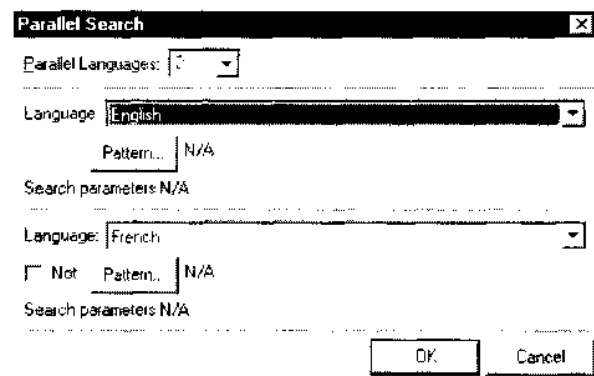 Parallel Search
Parallel Languages:
Language English
Pattern... N/A
Search parameters N/A
Language: French
Not Pattern... N/A
Search parameters N/A
OK Cancel